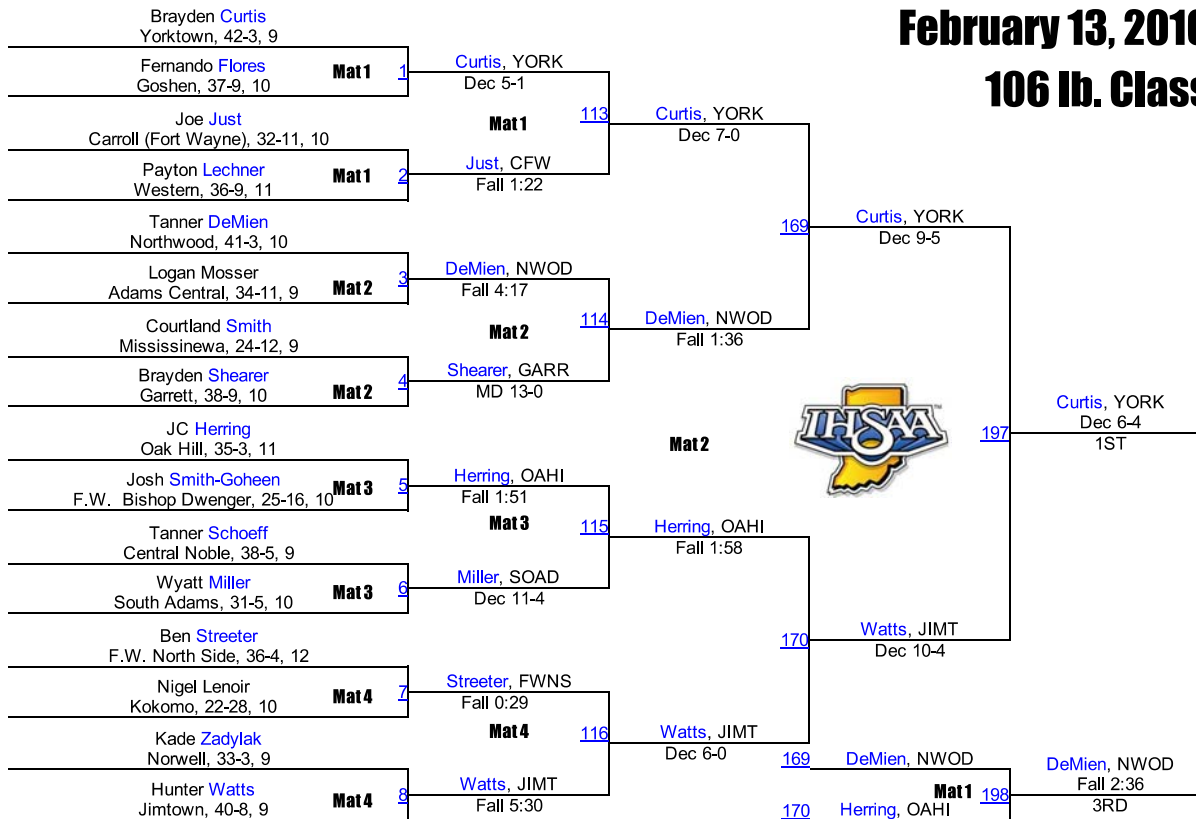 February 13, 2016
106 lb. Class
Brayden Curtis
Yorktown, 42-3, 9
Fernando Flores
Goshen, 37-9, 10
Mat 1
1
Curtis, YORK
Dec 5-1
Joe Just
Carroll (Fort Wayne), 32-11, 10
Payton Lechner
Western, 36-9, 11
Mat 1
2
Just, CFW
Fall 1:22
Mat 1
113
Curtis, YORK
Dec 7-0
Tanner DeMien
Northwood, 41-3, 10
Logan Mosser
Adams Central, 34-11, 9
Mat 2
3
DeMien, NWOD
Fall 4:17
Courtland Smith
Mississinewa, 24-12, 9
Brayden Shearer
Garrett, 38-9, 10
Mat 2
4
Shearer, GARR
MD 13-0
Mat 2
114
DeMien, NWOD
Fall 1:36
169
Curtis, YORK
Dec 9-5
JC Herring
Oak Hill, 35-3, 11
Josh Smith-Goheen
F.W. Bishop Dwenger, 25-16, 10
Mat 3
5
Herring, OAHI
Fall 1:51
Tanner Schoeff
Central Noble, 38-5, 9
Wyatt Miller
South Adams, 31-5, 10
Mat 3
6
Miller, SOAD
Dec 11-4
Mat 3
115
Herring, OAHI
Fall 1:58
Ben Streeter
F.W. North Side, 36-4, 12
Nigel Lenoir
Kokomo, 22-28, 10
Mat 4
7
Streeter, FWNS
Fall 0:29
Kade Zadylak
Norwell, 33-3, 9
Hunter Watts
Jimtown, 40-8, 9
Mat 4
8
Watts, JIMT
Fall 5:30
Mat 4
116
Watts, JIMT
Dec 6-0
170
Watts, JIMT
Dec 10-4
Mat 2
IHSAA
197
Curtis, YORK
Dec 6-4
1ST
169
DeMien, NWOD
Mat 1
198
170
Herring, OAHI
DeMien, NWOD
Fall 2:36
3RD